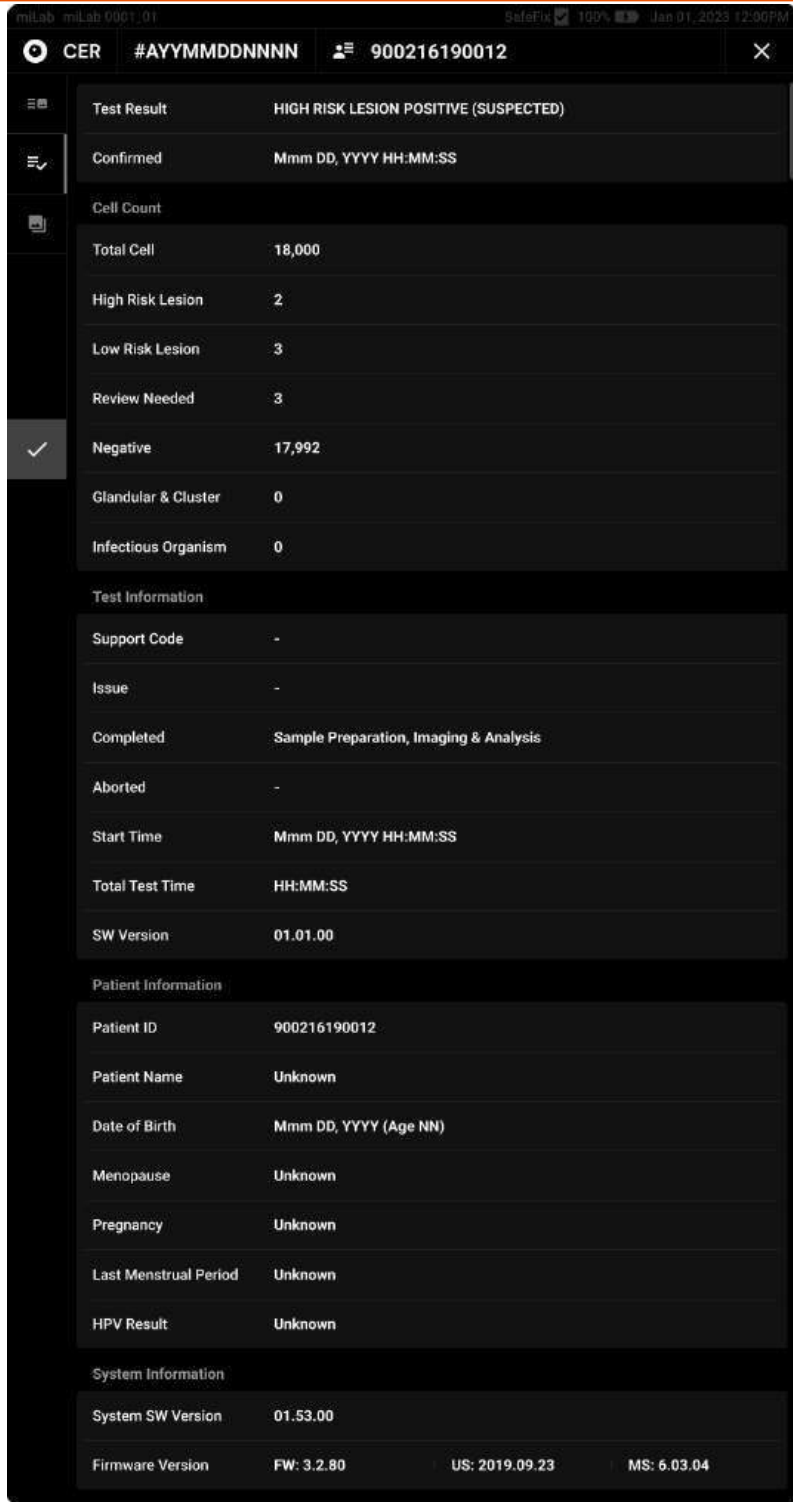 miLab miLab 0001_01 SafeFix 100% Jan 01, 2023 12:00PM
CER #AYYMMDDNNNN 900216190012
Test Result HIGH RISK LESION POSITIVE (SUSPECTED)
Confirmed Mmm DD, YYYY HH:MM:SS
Cell Count
Total Cell 18,000
High Risk Lesion 2
Low Risk Lesion 3
Review Needed 3
Negative 17,992
Glandular & Cluster 0
Infectious Organism 0
Test Information
Support Code -
Issue -
Completed Sample Preparation, Imaging & Analysis
Aborted -
Start Time Mmm DD, YYYY HH:MM:SS
Total Test Time HH:MM:SS
SW Version 01.01.00
Patient Information
Patient ID 900216190012
Patient Name Unknown
Date of Birth Mmm DD, YYYY (Age NN)
Menopause Unknown
Pregnancy Unknown
Last Menstrual Period Unknown
HPV Result Unknown
System Information
System SW Version 01.53.00
Firmware Version FW: 3.2.80 US: 2019.09.23 MS: 6.03.04